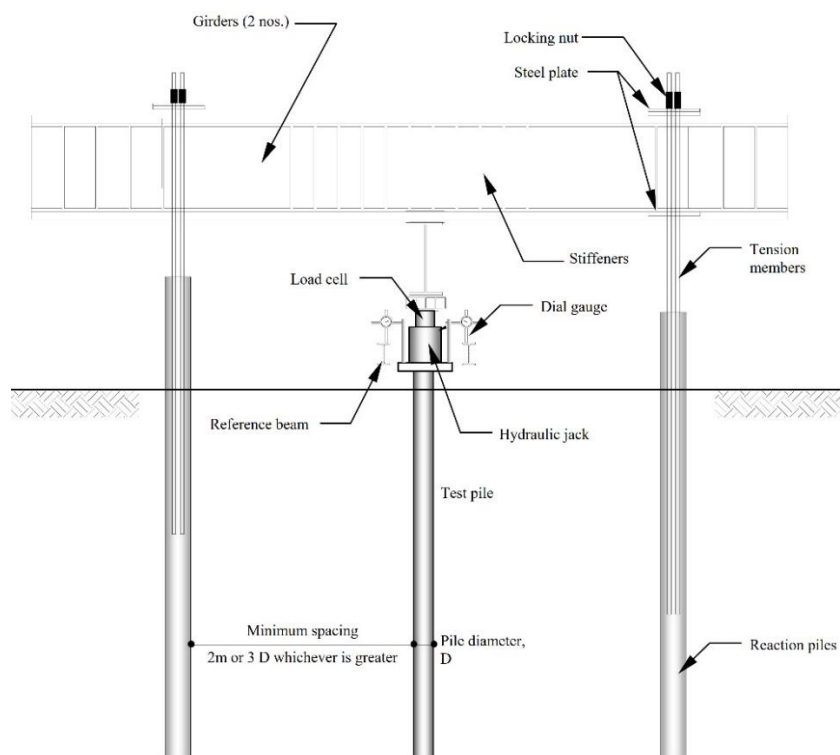 Girders (2 nos.)
Locking nut
Steel plate
Stiffeners
Tension
members
Load cell
Dial gauge
Reference beam
Hydraulic jack
Test pile
Minimum spacing
2m or 3 D whichever is greater
Pile diameter,
D
Reaction piles